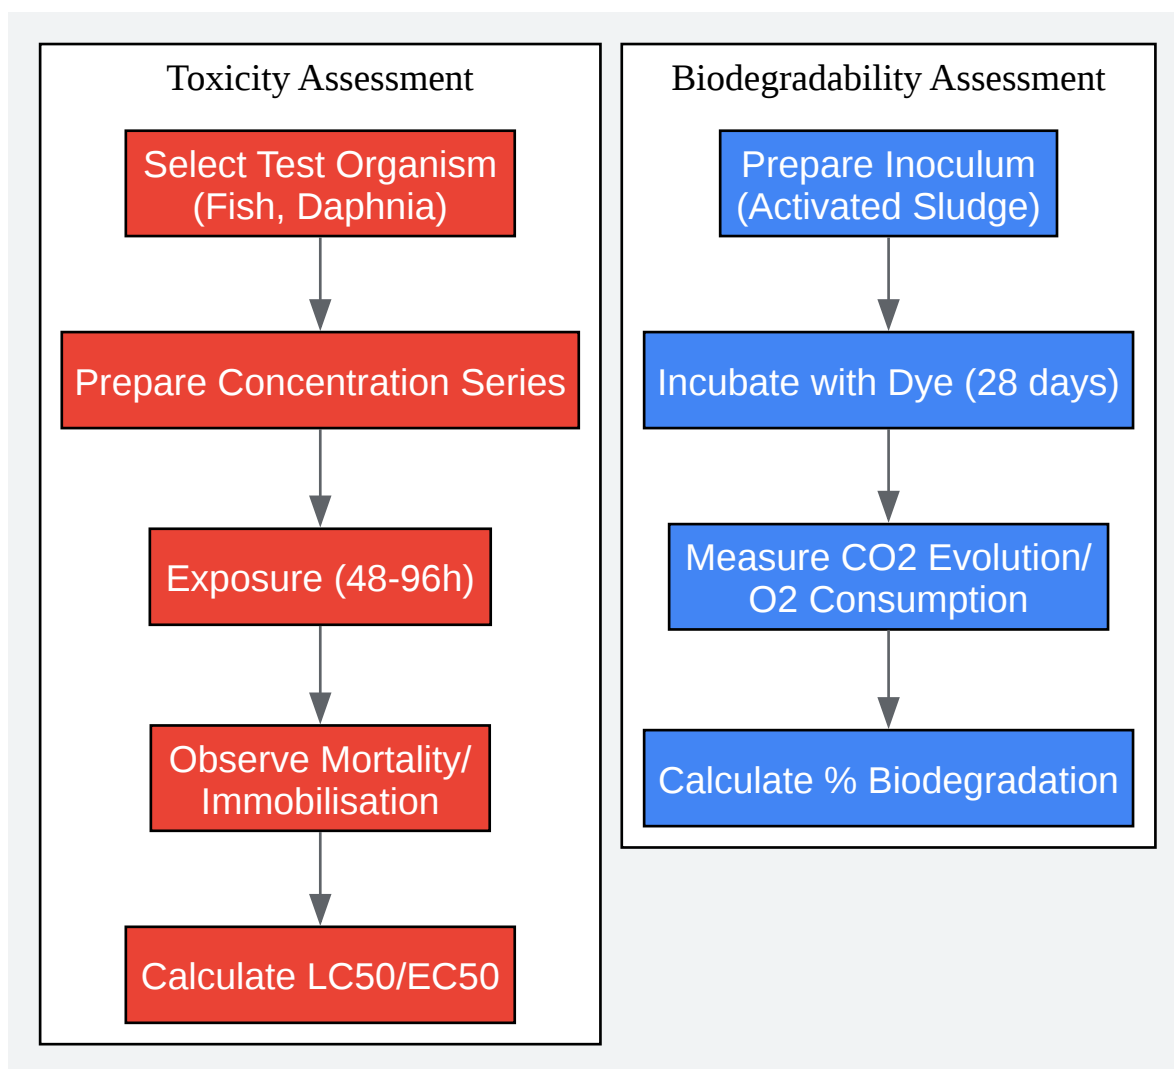 Toxicity Assessment
Select Test Organism
(Fish, Daphnia)
Prepare Concentration Series
Exposure (48-96h)
Observe Mortality/
Immobilisation
Calculate LC50/EC50
Biodegradability Assessment
Prepare Inoculum
(Activated Sludge)
Incubate with Dye (28 days)
Measure CO2 Evolution/
O2 Consumption
Calculate % Biodegradation